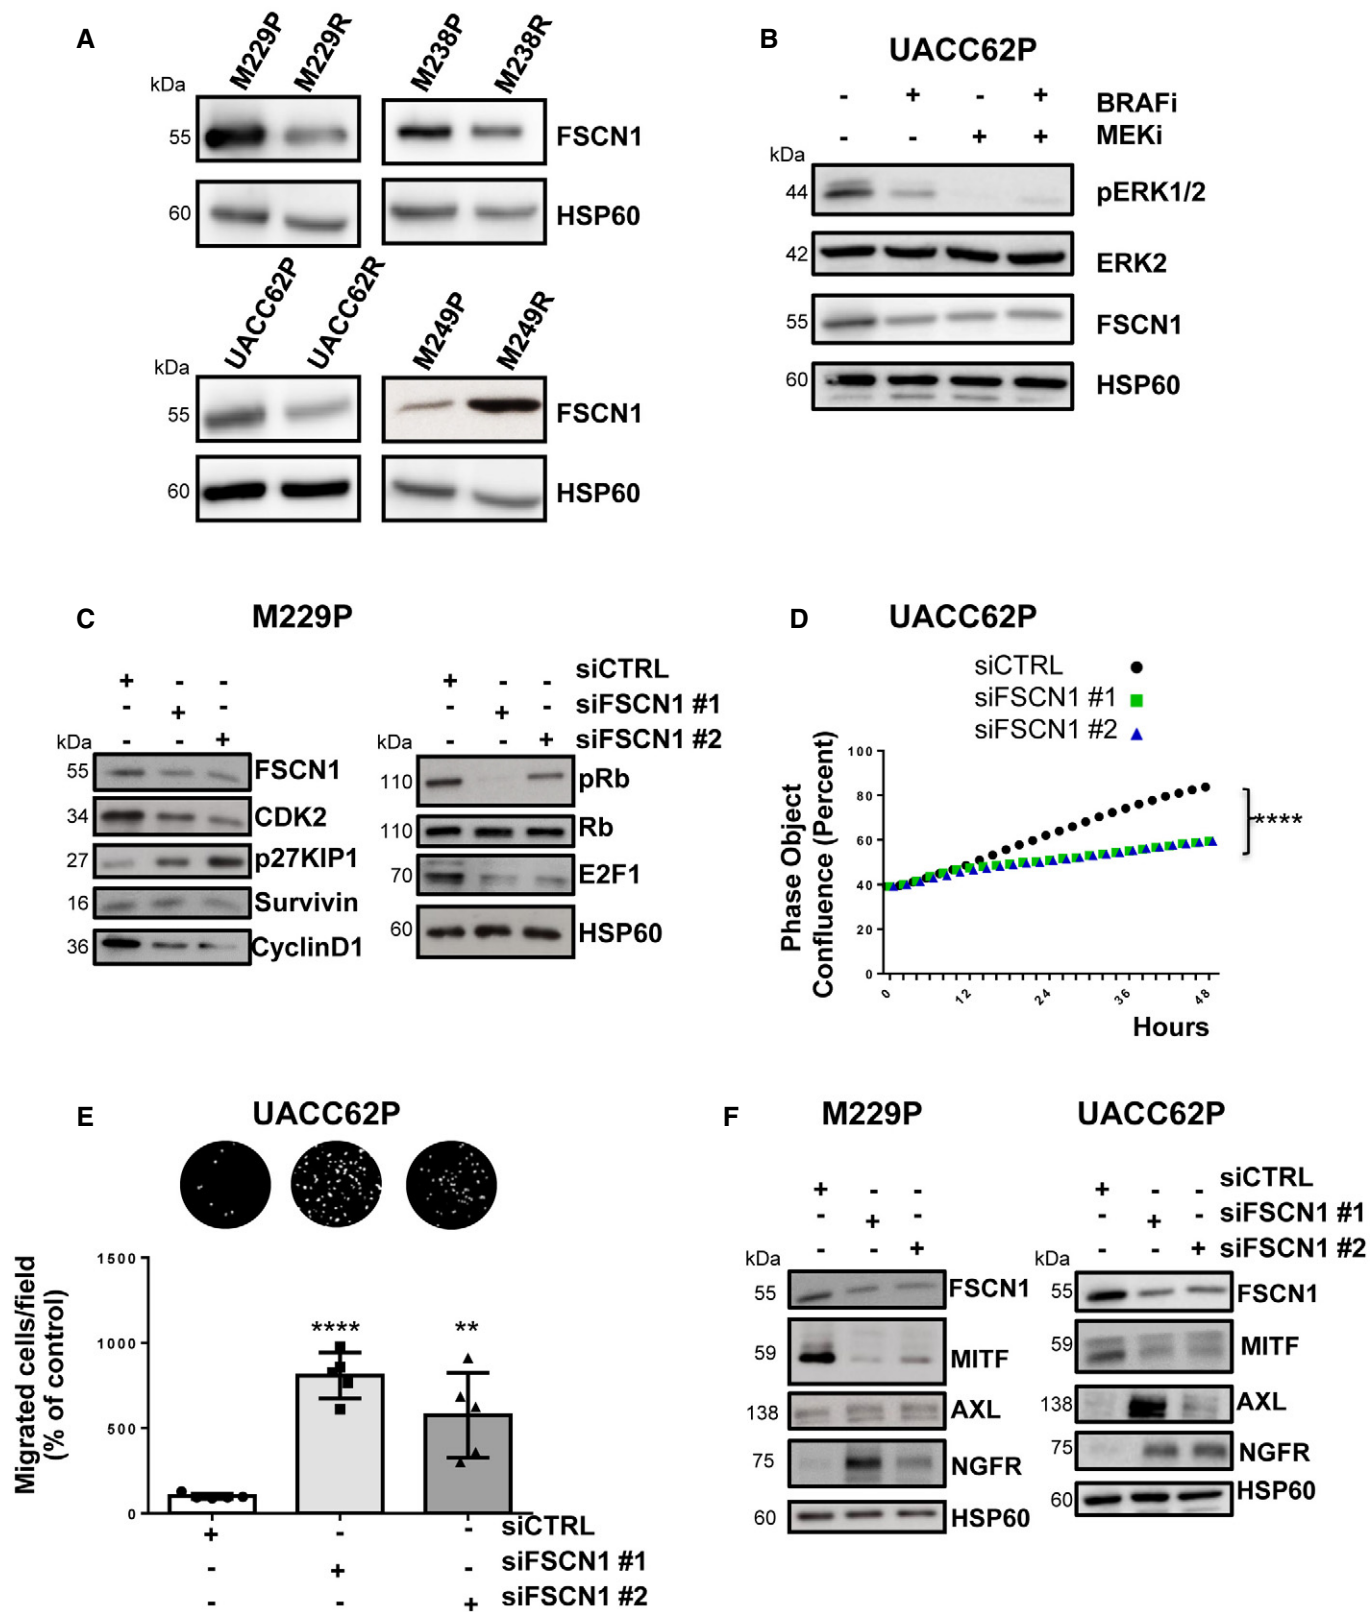 A
M229P M229R M238P M238R
kDa
55 FSCN1
60 HSP60
UACC62P UACC62R M249P M249R
kDa
55 FSCN1
60 HSP60
B
UACC62P
- + - + BRAFi
- - + + MEKi
kDa
44 pERK1/2
42 ERK2
55 FSCN1
60 HSP60
C
M229P
+ - - + - - siCTRL
- + - - + - siFSCN1 #1
- - + - - + siFSCN1 #2
kDa
55 FSCN1
34 CDK2
27 p27KIP1
16 Survivin
36 CyclinD1
kDa
110 pRb
110 Rb
70 E2F1
60 HSP60
D
UACC62P
siCTRL
siFSCN1 #1
siFSCN1 #2
Phase Object
Confluence (Percent)
100
80
60
40
20
0
0 12 24 36 48
Hours
****
E
UACC62P
Migrated cells/field
(% of control)
1500
1000
500
0
**** **
+ - - siCTRL
- + - siFSCN1 #1
- - + siFSCN1 #2
F
M229P UACC62P
+ - - + - - siCTRL
- + - - + - siFSCN1 #1
- - + - - + siFSCN1 #2
kDa
55 FSCN1
59 MITF
138 AXL
75 NGFR
60 HSP60
kDa
55 FSCN1
59 MITF
138 AXL
75 NGFR
60 HSP60